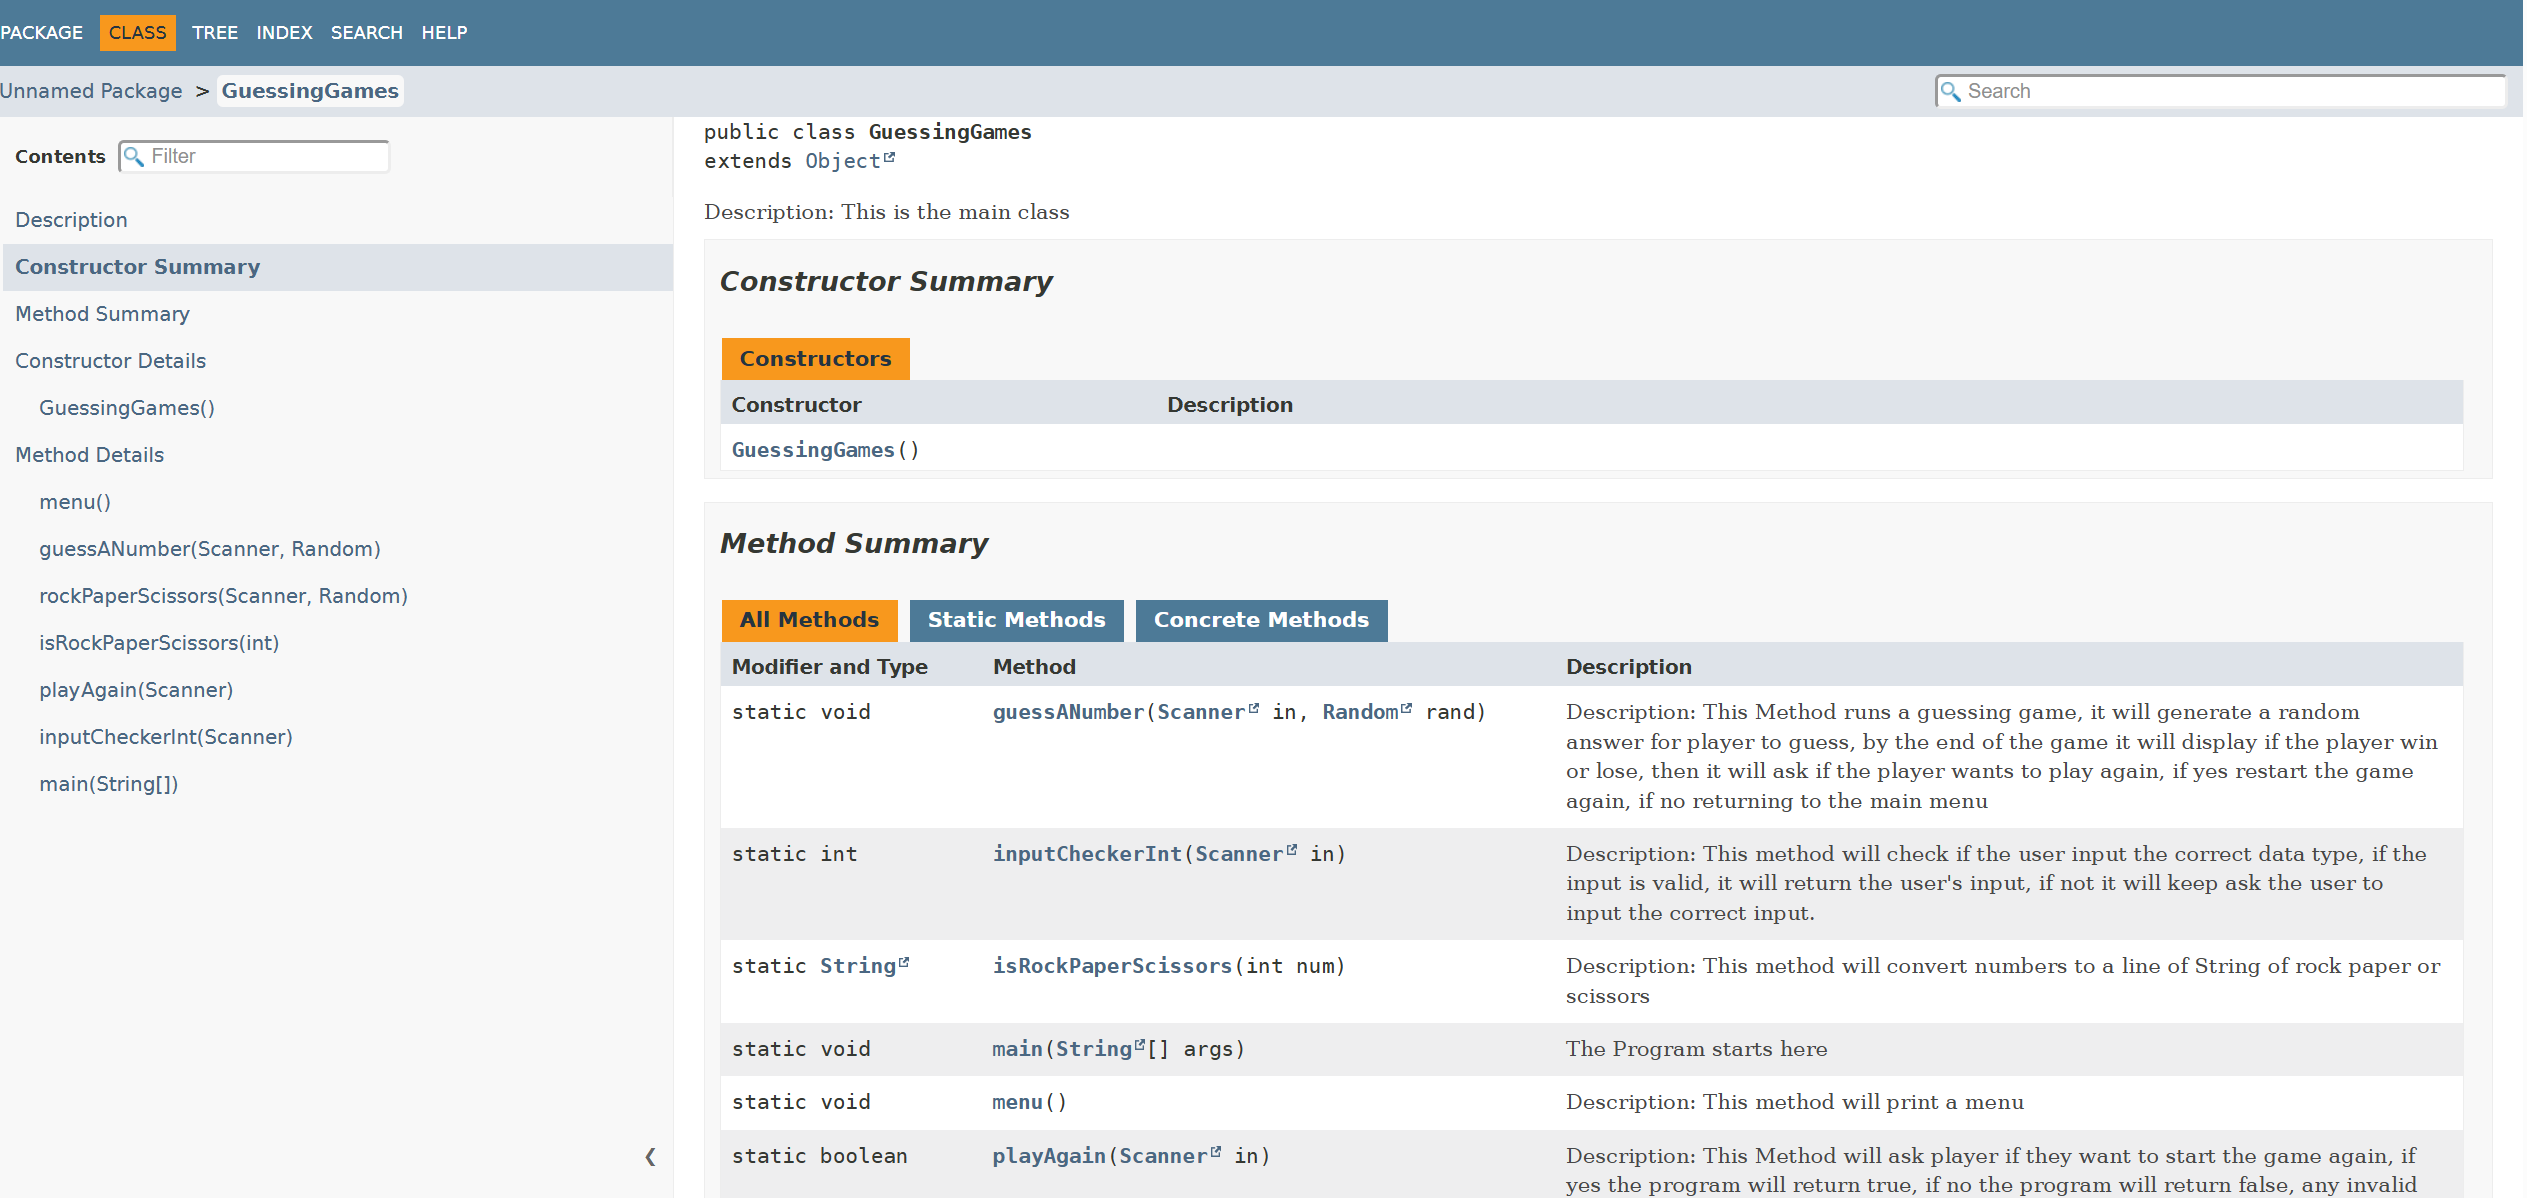 PACKAGE CLASS TREE INDEX SEARCH HELP
Unnamed Package > GuessingGames
Search
Contents
Filter
Description
Constructor Summary
Method Summary
Constructor Details
GuessingGames()
Method Details
menu()
guessANumber(Scanner, Random)
rockPaperScissors(Scanner, Random)
isRockPaperScissors(int)
playAgain(Scanner)
inputCheckerInt(Scanner)
main(String[])
public class GuessingGames
extends Object
Description: This is the main class
Constructor Summary
Constructors
Constructor Description
GuessingGames()
Method Summary
All Methods Static Methods Concrete Methods
Modifier and Type Method Description
static void guessANumber(Scanner in, Random rand) Description: This Method runs a guessing game, it will generate a random
answer for player to guess, by the end of the game it will display if the player win
or lose, then it will ask if the player wants to play again, if yes restart the game
again, if no returning to the main menu
static int inputCheckerInt(Scanner in) Description: This method will check if the user input the correct data type, if the
input is valid, it will return the user's input, if not it will keep ask the user to
input the correct input.
static String isRockPaperScissors(int num) Description: This method will convert numbers to a line of String of rock paper or
scissors
static void main(String[] args) The Program starts here
static void menu() Description: This method will print a menu
static boolean playAgain(Scanner in) Description: This Method will ask player if they want to start the game again, if
yes the program will return true, if no the program will return false, any invalid